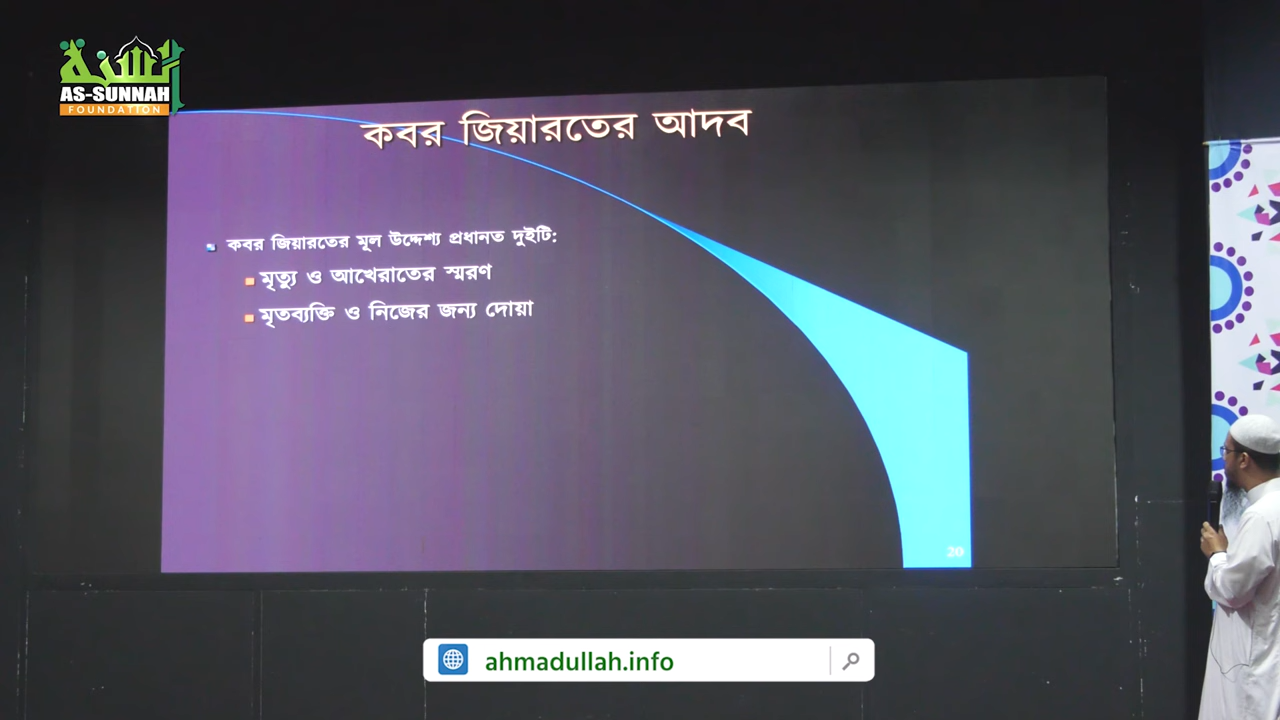 السنة
AS-SUNNAH
FOUNDATION
কবর জিয়ারতের আদব
কবর জিয়ারতের মূল উদ্দেশ্য প্রধানত দুইটি:
মৃত্যু ও আখেরাতের স্মরণ
মৃতব্যক্তি ও নিজের জন্য দোয়া
20
ahmadullah.info